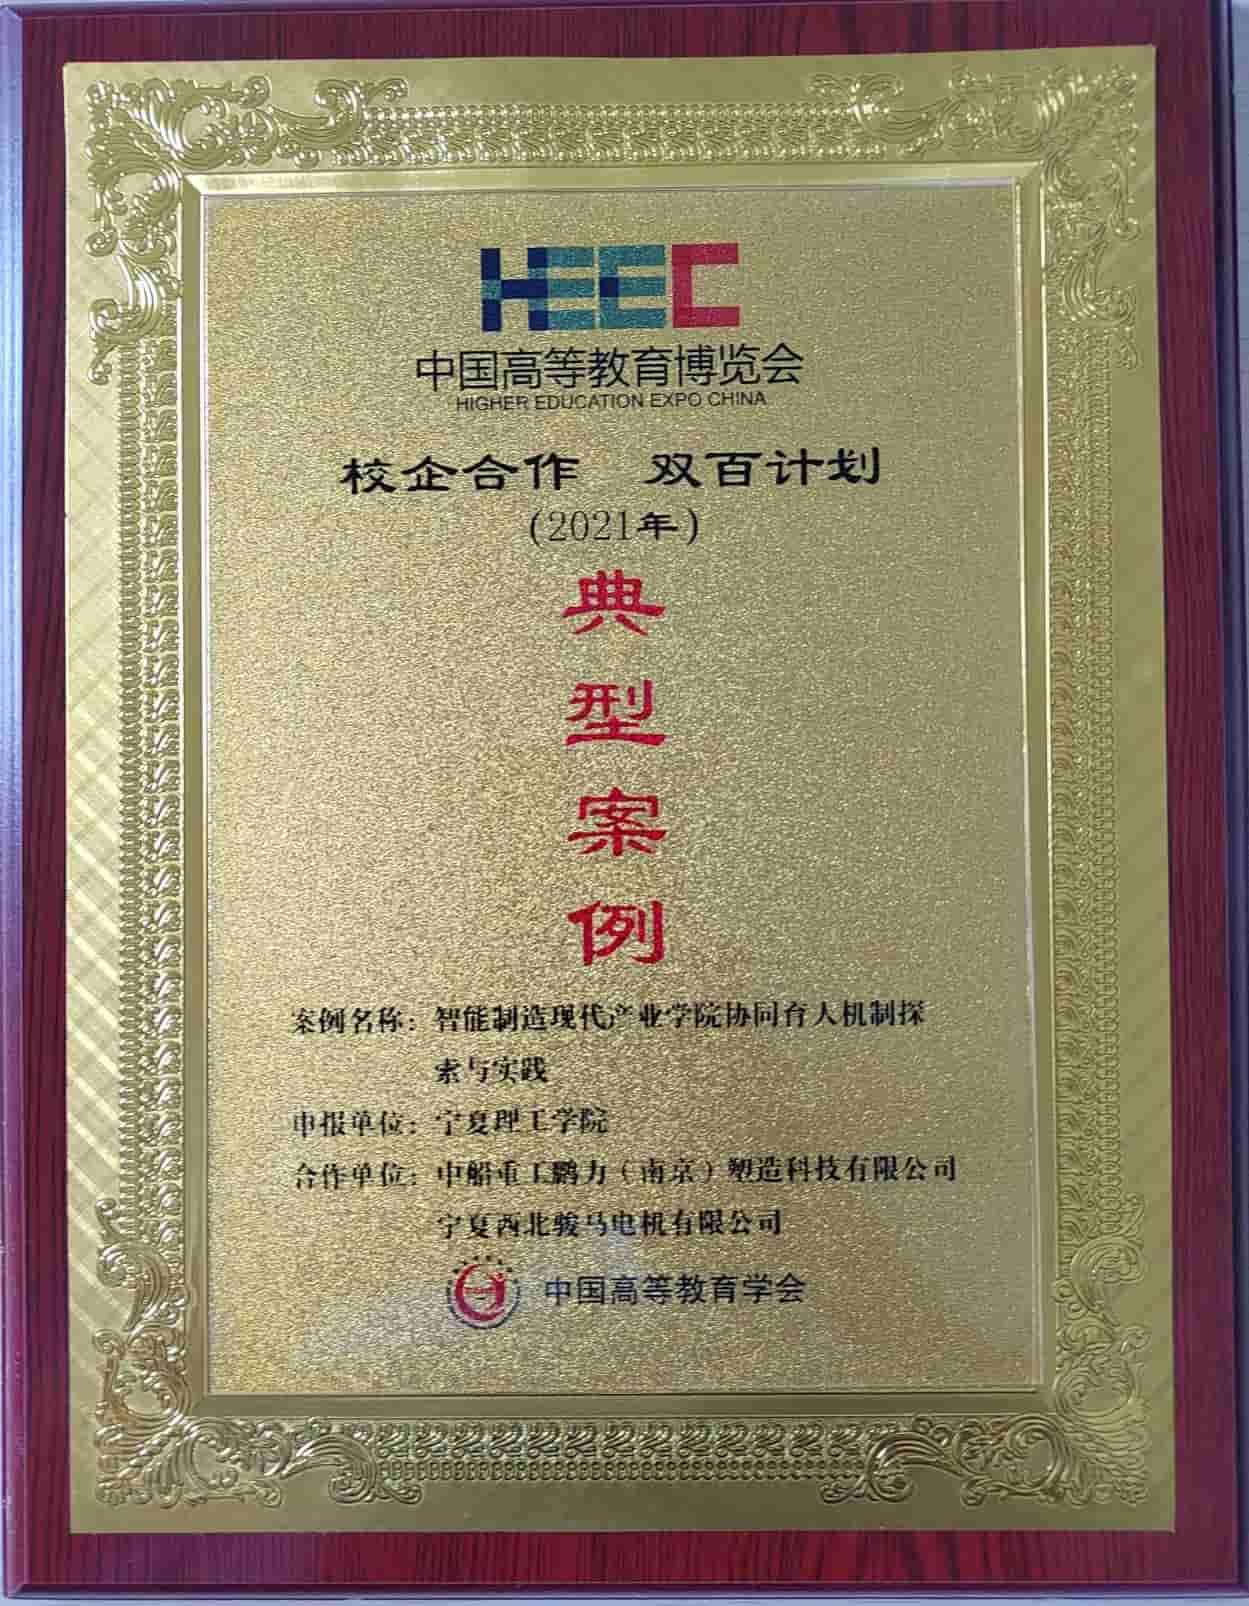 HEEC
中国高等教育博览会
HIGHER EDUCATION EXPO CHINA
校企合作 双百计划
(2021年)
典
型
案
例
案例名称：智能制造现代产业学院协同育人机制探
索与实践
申报单位：宁夏理工学院
合作单位：中船重工鹏力（南京）塑造科技有限公司
宁夏西北骏马电机有限公司
中国高等教育学会